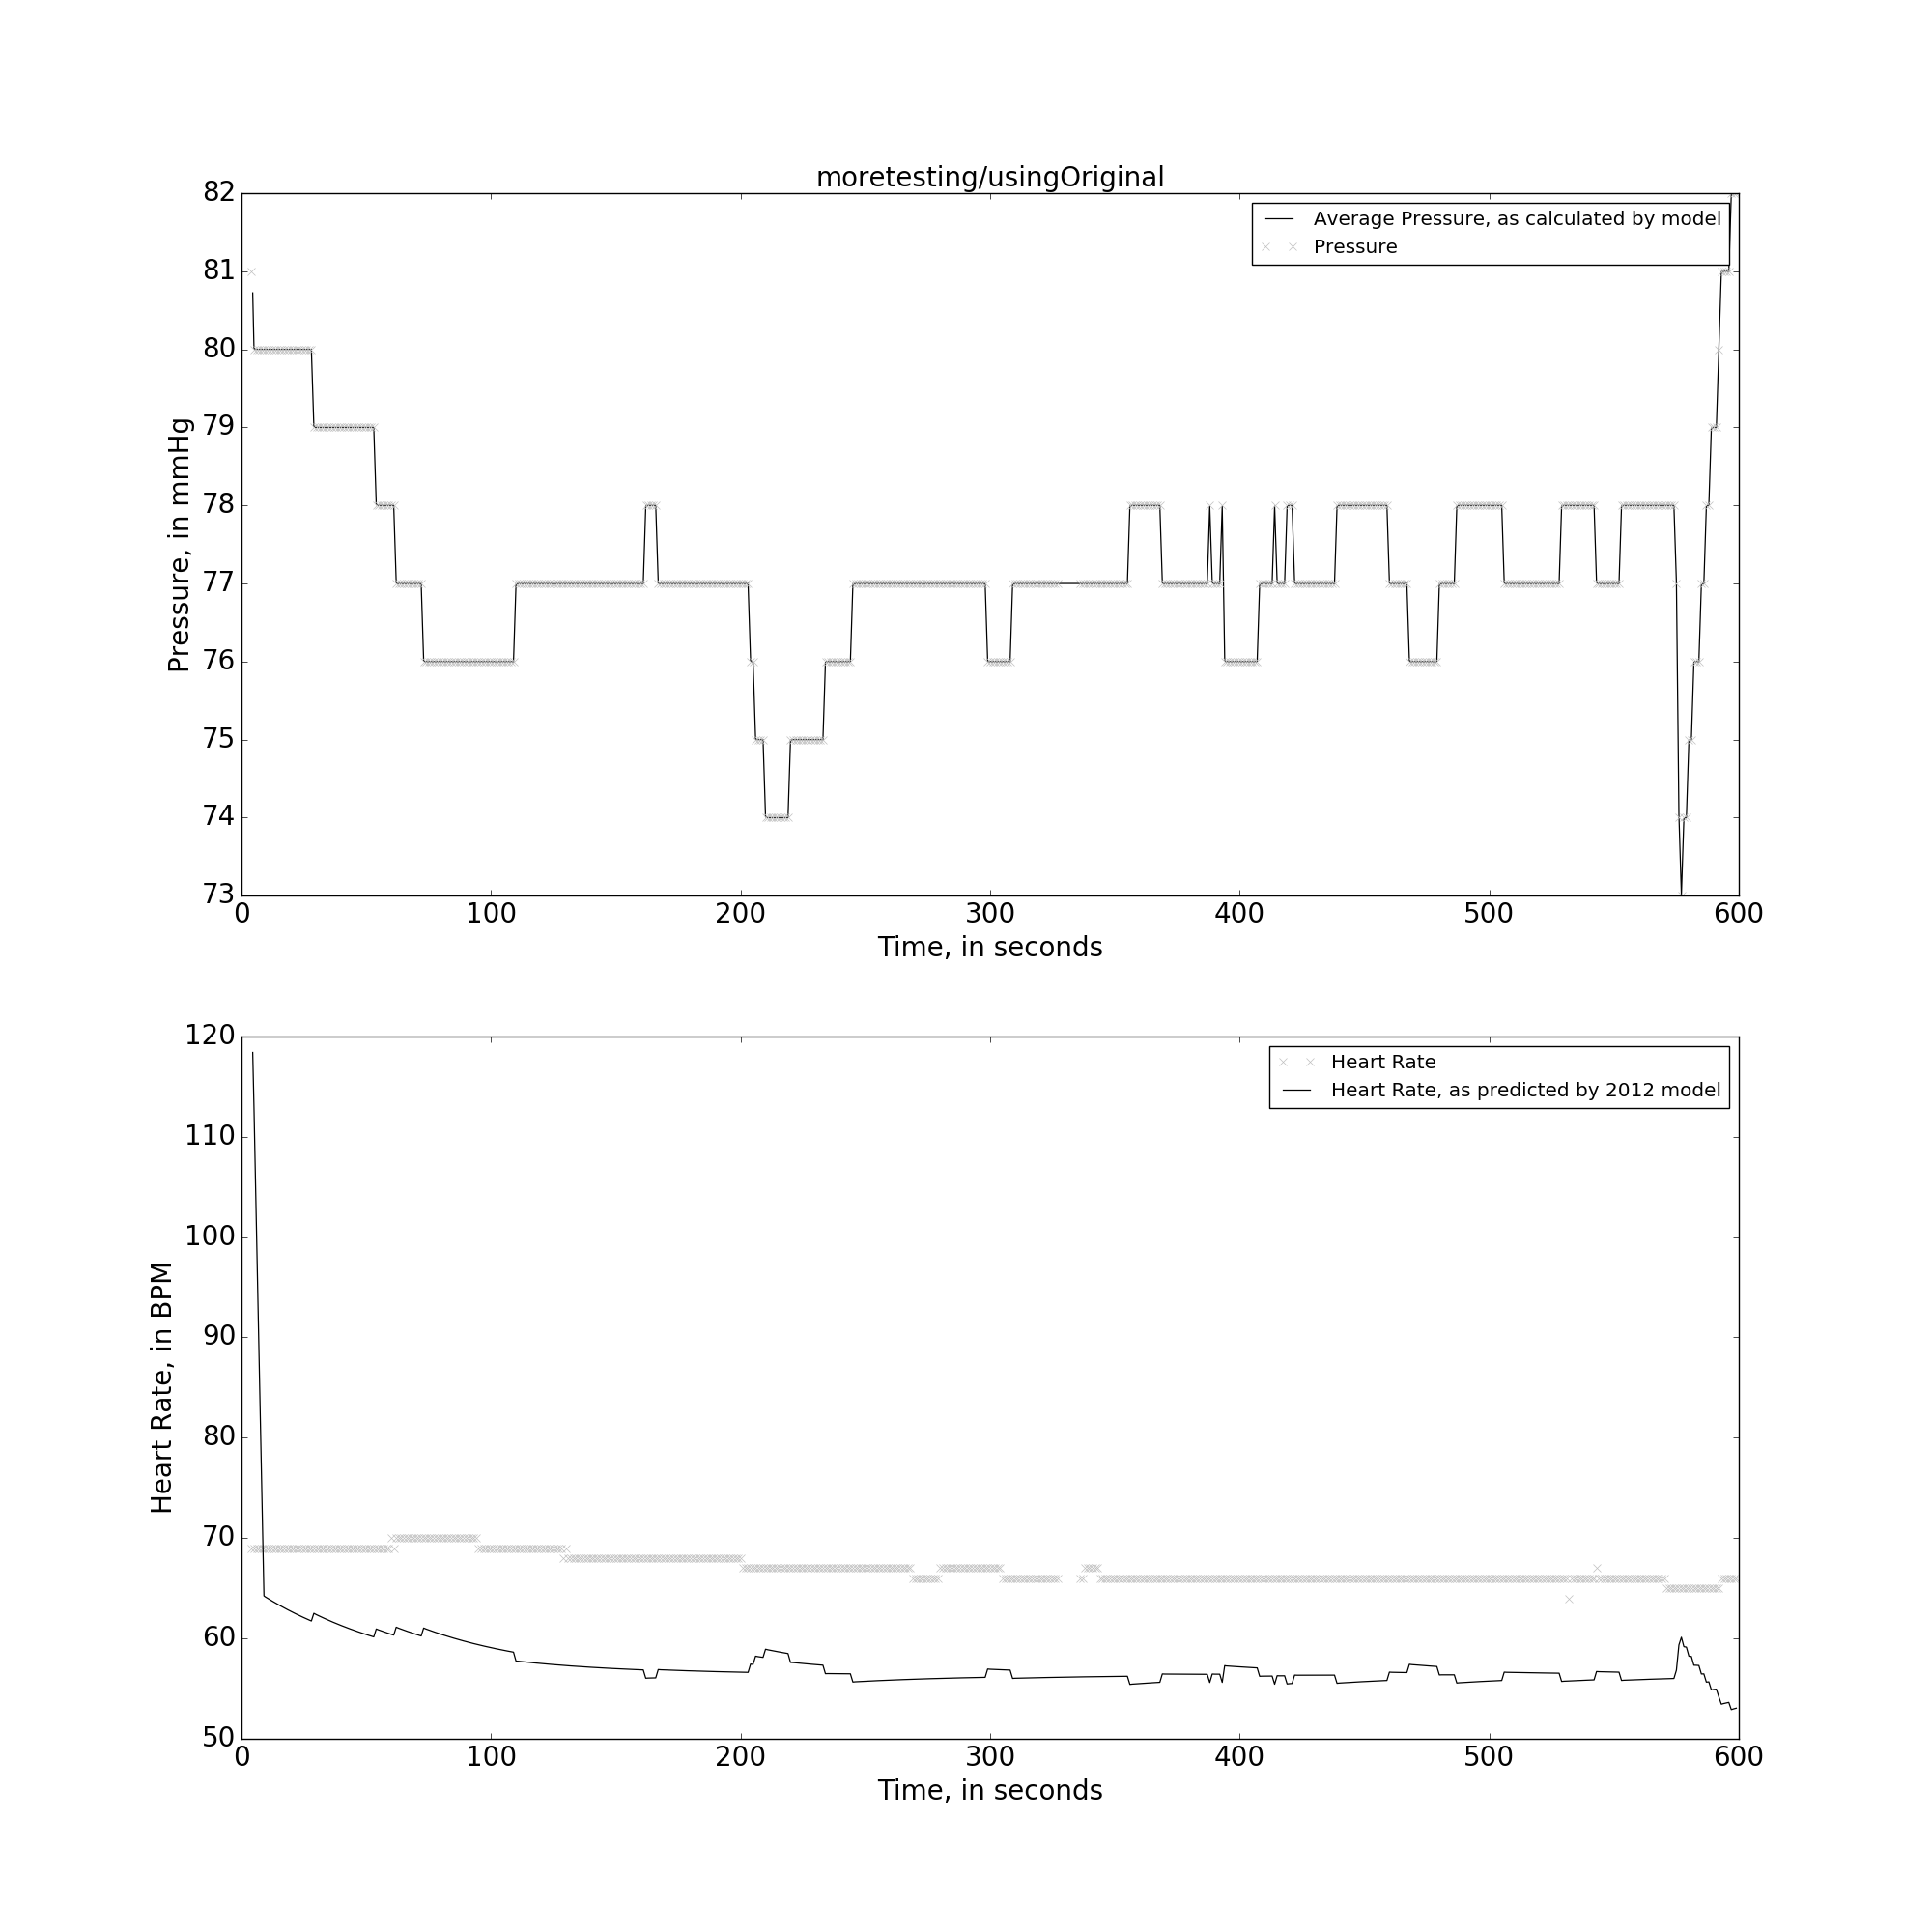 moretesting/usingOriginal
82
81
80
79
78
77
76
75
74
73
Pressure, in mmHg
Average Pressure, as calculated by model
Pressure
0 100 200 300 400 500 600
Time, in seconds
120
110
100
90
80
70
60
50
Heart Rate, in BPM
Heart Rate
Heart Rate, as predicted by 2012 model
0 100 200 300 400 500 600
Time, in seconds